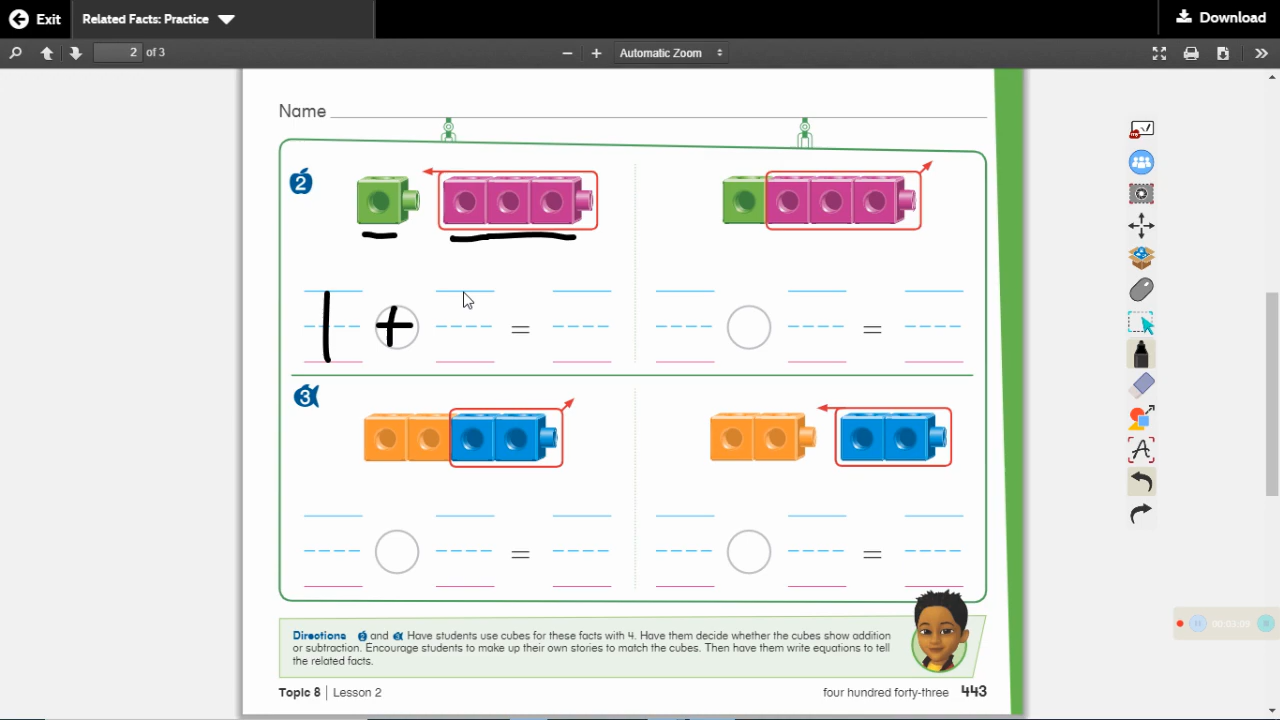 Exit
Related Facts: Practice
Download
2 of 3
Automatic Zoom
Name
2
1 + =
=
3
=
=
Directions 2 and 3 Have students use cubes for these facts with 4. Have them decide whether the cubes show addition
or subtraction. Encourage students to make up their own stories to match the cubes. Then have them write equations to tell
the related facts.
Topic 8 | Lesson 2
four hundred forty-three 443